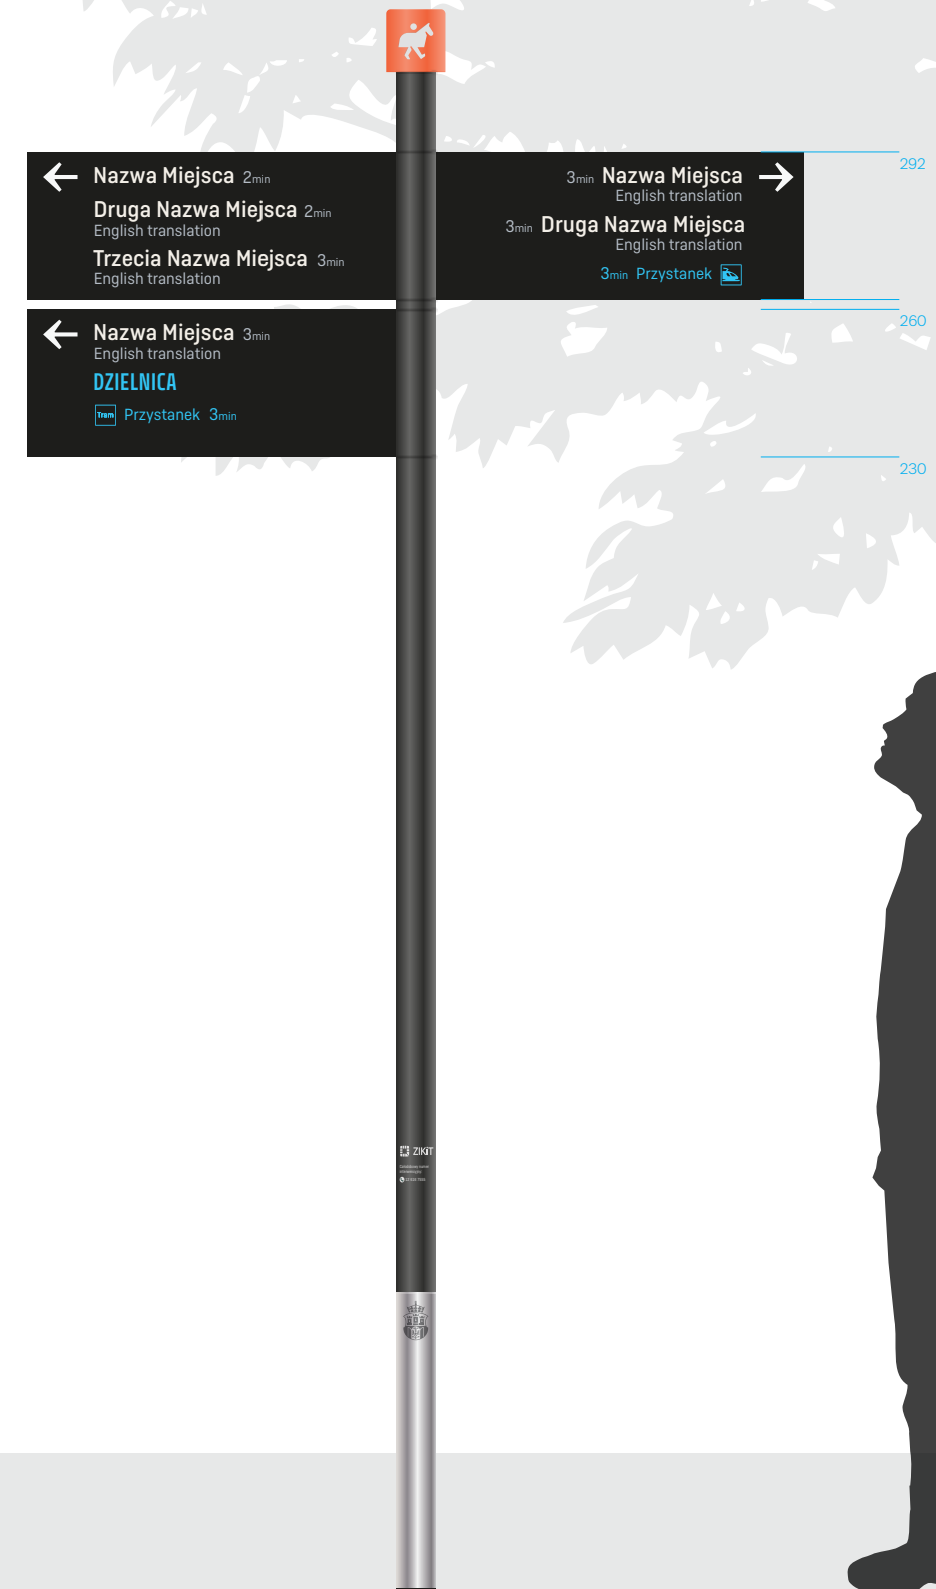 Nazwa Miejsca 2min
Druga Nazwa Miejsca 2min
English translation
Trzecia Nazwa Miejsca 3min
English translation
3min Nazwa Miejsca
English translation
3min Druga Nazwa Miejsca
English translation
3min Przystanek
Nazwa Miejsca 3min
English translation
DZIELNICA
Tram Przystanek 3min
292
260
230
ZIKiT